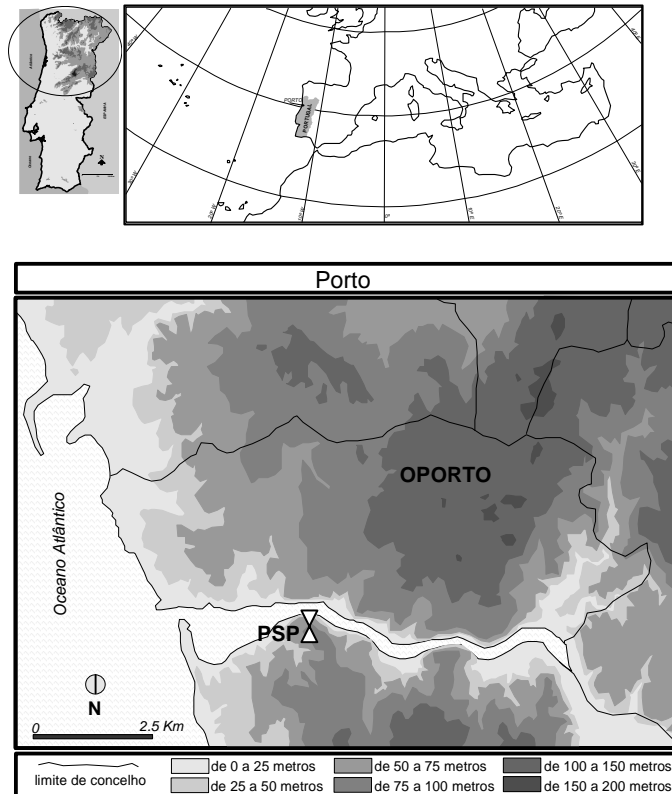 PORTO
PORTUGAL
Porto
OPORTO
Oceano Atlântico
PSP
N
0 2.5 Km
limite de concelho
de 0 a 25 metros
de 50 a 75 metros
de 100 a 150 metros
de 25 a 50 metros
de 75 a 100 metros
de 150 a 200 metros